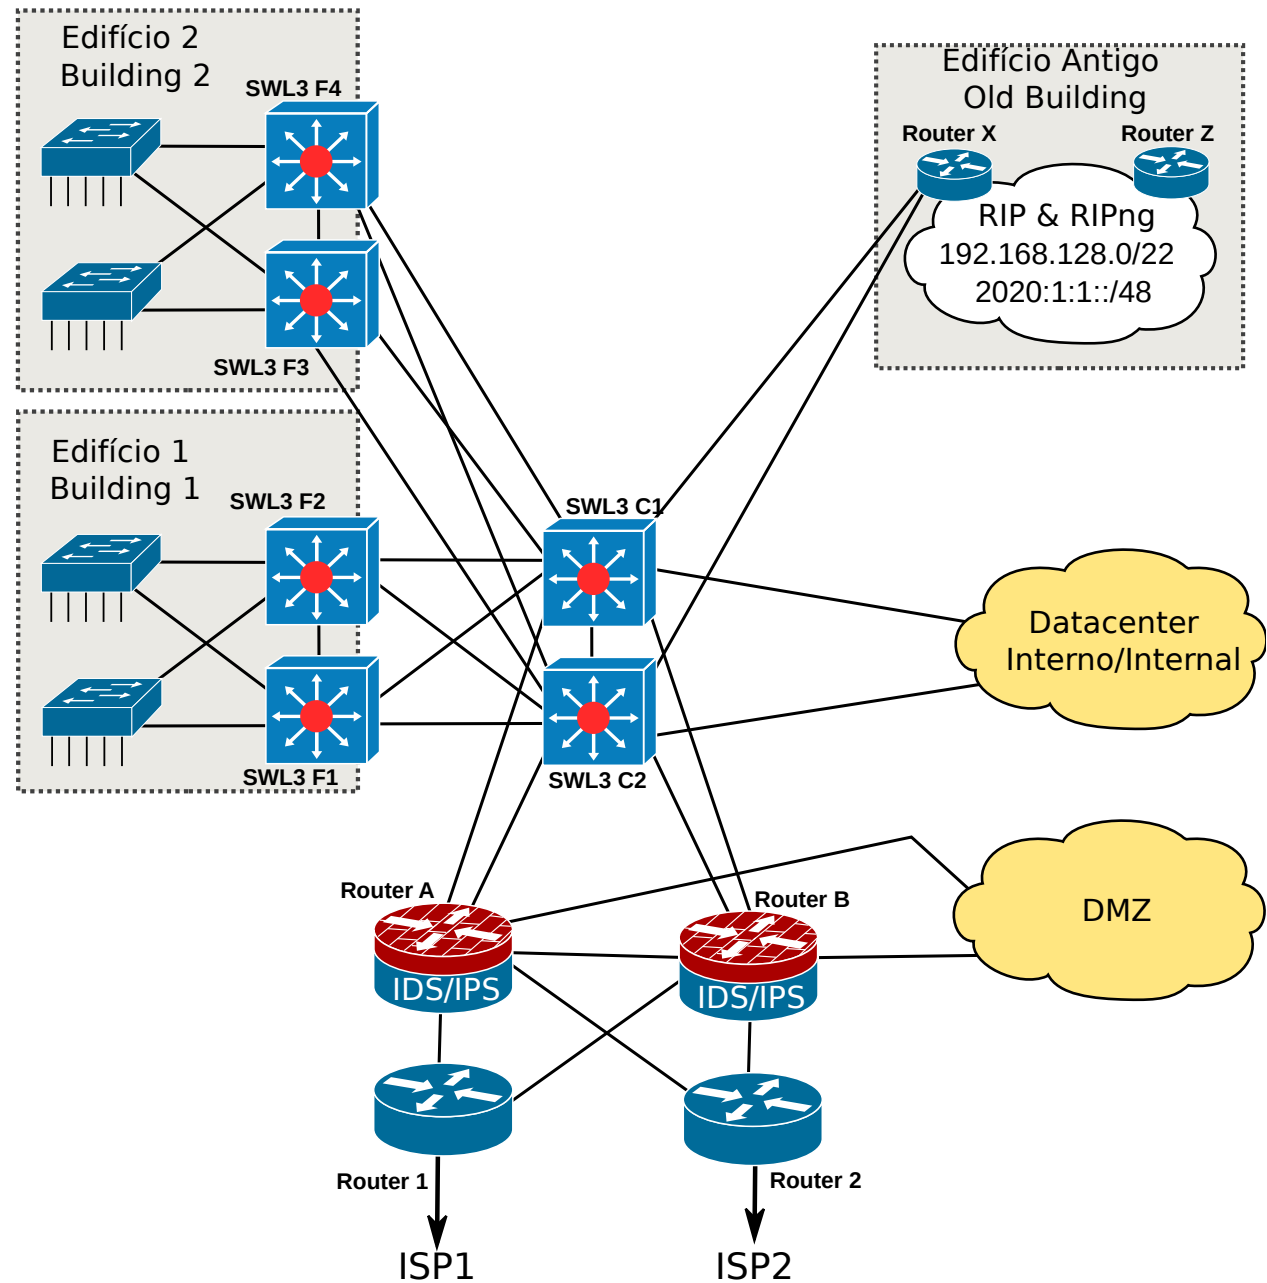 Edifício 2
Building 2
SWL3 F4
SWL3 F3
Edifício Antigo
Old Building
Router X
Router Z
RIP & RIPng
192.168.128.0/22
2020:1:1::/48
Edifício 1
Building 1
SWL3 F2
SWL3 F1
SWL3 C1
SWL3 C2
Datacenter
Interno/Internal
DMZ
Router A
IDS/IPS
Router B
IDS/IPS
Router 1
Router 2
ISP1
ISP2